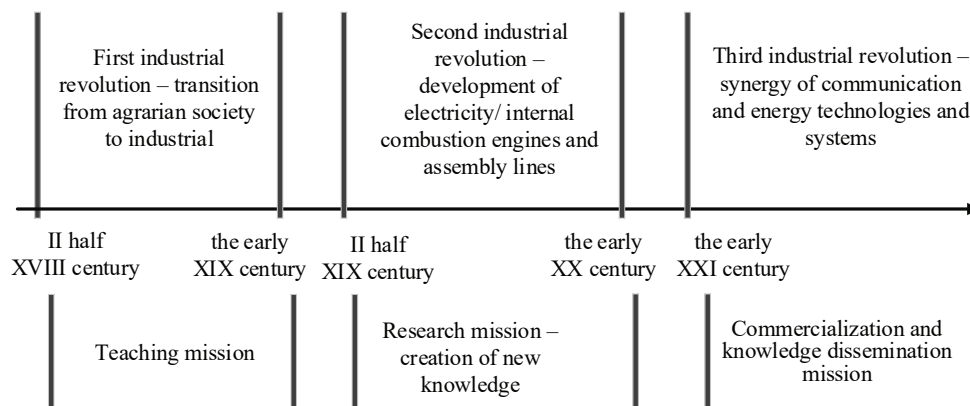 First industrial
revolution – transition
from agrarian society
to industrial
Second industrial
revolution –
development of
electricity/ internal
combustion engines and
assembly lines
Third industrial revolution –
synergy of communication
and energy technologies and
systems
II half
XVIII century
the early
XIX century
II half
XIX century
the early
XX century
the early
XXI century
Teaching mission
Research mission –
creation of new
knowledge
Commercialization and
knowledge dissemination
mission